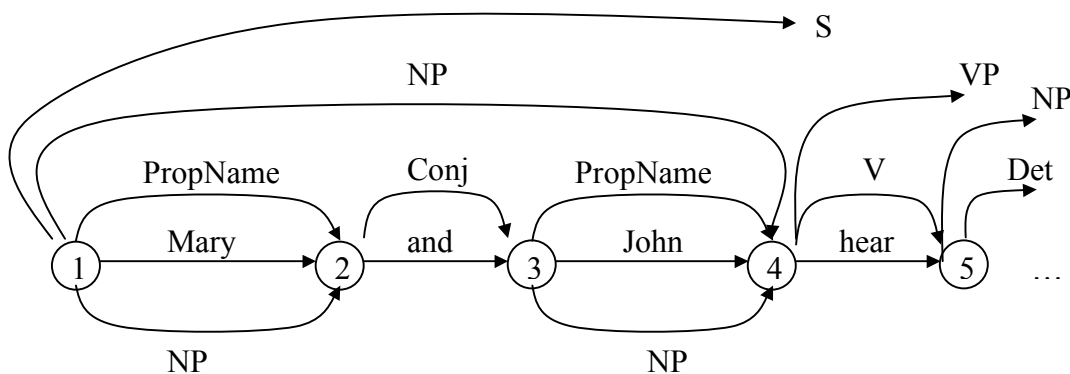 S
NP VP
NP
PropName Conj PropName V Det
Mary and John hear
1 2 3 4 5 …
NP NP